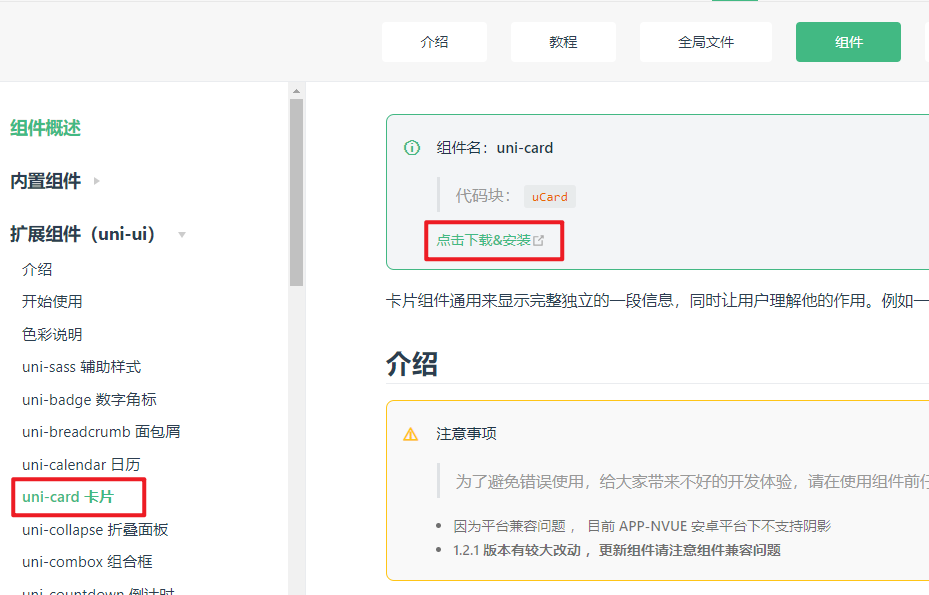 介绍
教程
全局文件
组件
组件概述
内置组件
扩展组件（uni-ui）
介绍
开始使用
色彩说明
uni-sass 辅助样式
uni-badge 数字角标
uni-breadcrumb 面包屑
uni-calendar 日历
uni-card 卡片
uni-collapse 折叠面板
uni-combox 组合框
uni-countdown 倒计时
组件名：uni-card
代码块： uCard
点击下载&安装
卡片组件通用来显示完整独立的一段信息，同时让用户理解他的作用。例如一
介绍
注意事项
为了避免错误使用，给大家带来不好的开发体验，请在使用组件前仔
因为平台兼容问题 ，目前 APP-NVUE 安卓平台下不支持阴影
1.2.1 版本有较大改动 ，更新组件请注意组件兼容问题